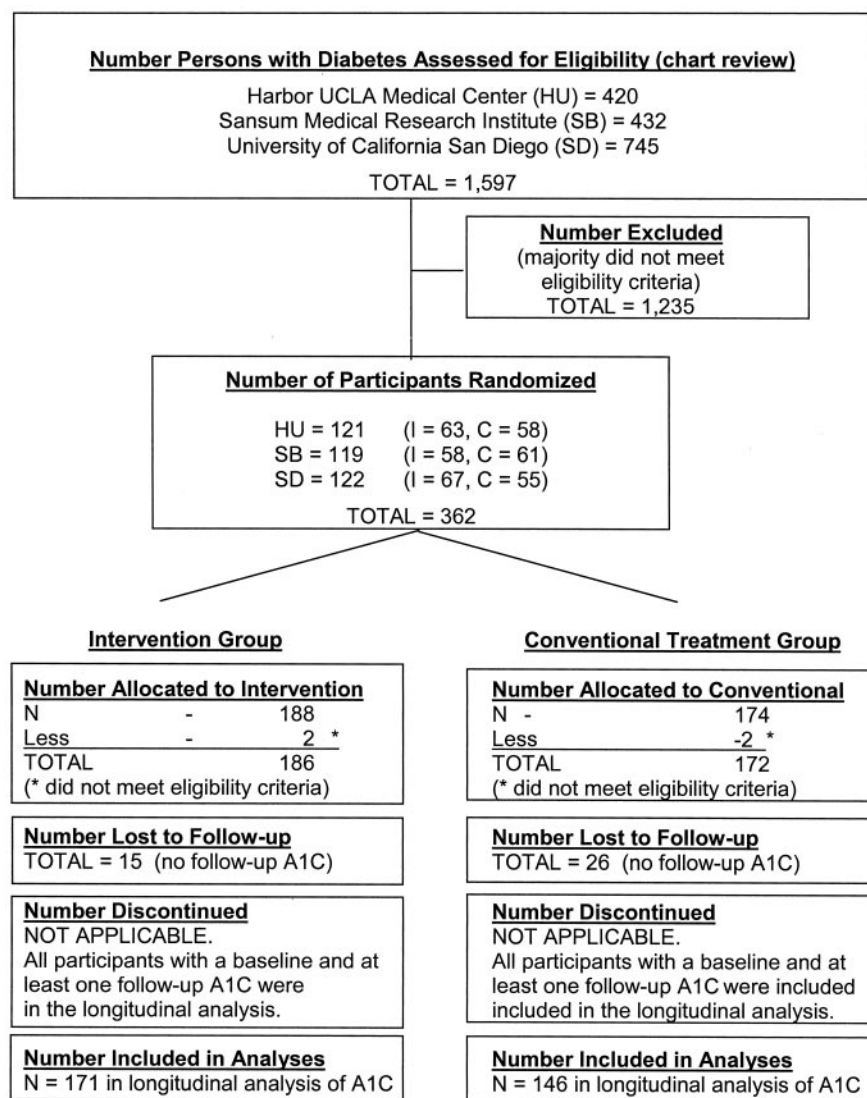 Number Persons with Diabetes Assessed for Eligibility (chart review)
Harbor UCLA Medical Center (HU) = 420
Sansum Medical Research Institute (SB) = 432
University of California San Diego (SD) = 745
TOTAL = 1,597
Number Excluded
(majority did not meet
eligibility criteria)
TOTAL = 1,235
Number of Participants Randomized
HU = 121 (I = 63, C = 58)
SB = 119 (I = 58, C = 61)
SD = 122 (I = 67, C = 55)
TOTAL = 362
Intervention Group
Number Allocated to Intervention
N - 188
Less - 2 *
TOTAL 186
(* did not meet eligibility criteria)
Number Lost to Follow-up
TOTAL = 15 (no follow-up A1C)
Number Discontinued
NOT APPLICABLE.
All participants with a baseline and at
least one follow-up A1C were
in the longitudinal analysis.
Number Included in Analyses
N = 171 in longitudinal analysis of A1C
Conventional Treatment Group
Number Allocated to Conventional
N - 174
Less -2 *
TOTAL 172
(* did not meet eligibility criteria)
Number Lost to Follow-up
TOTAL = 26 (no follow-up A1C)
Number Discontinued
NOT APPLICABLE.
All participants with a baseline and at
least one follow-up A1C were included
included in the longitudinal analysis.
Number Included in Analyses
N = 146 in longitudinal analysis of A1C